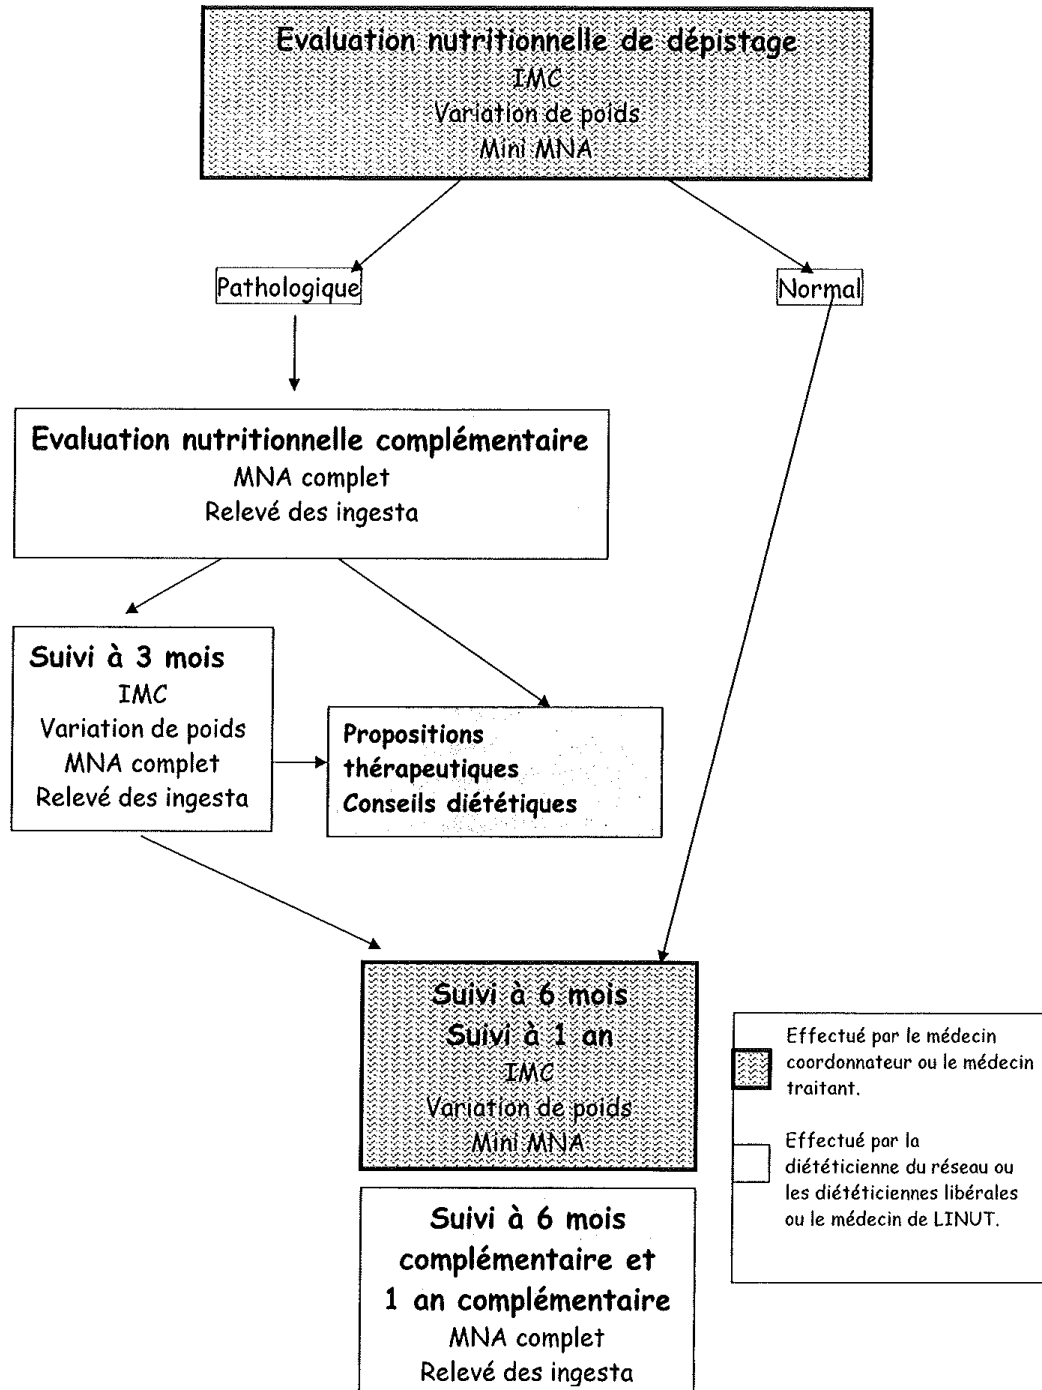 Evaluation nutritionnelle de dépistage
IMC
Variation de poids
Mini MNA
Pathologique
Normal
Evaluation nutritionnelle complémentaire
MNA complet
Relevé des ingesta
Suivi à 3 mois
IMC
Variation de poids
MNA complet
Relevé des ingesta
Propositions
thérapeutiques
Conseils diététiques
Suivi à 6 mois
Suivi à 1 an
IMC
Variation de poids
Mini MNA
Suivi à 6 mois
complémentaire et
1 an complémentaire
MNA complet
Relevé des ingesta
Effectué par le médecin
coordonnateur ou le médecin
traitant.
Effectué par la
diététicienne du réseau ou
les diététiciennes libérales
ou le médecin de LINUT.